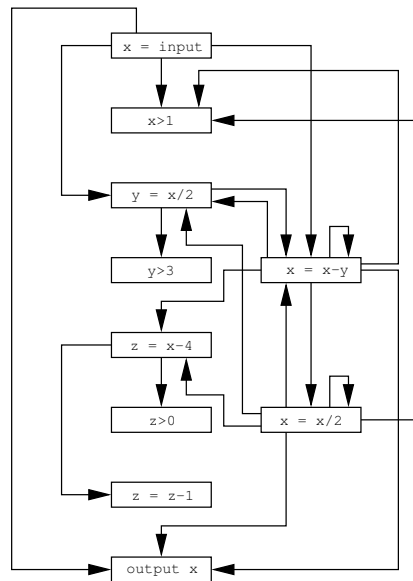 x = input
x>1
y = x/2
y>3
x = x-y
z = x-4
z>0
x = x/2
z = z-1
output x